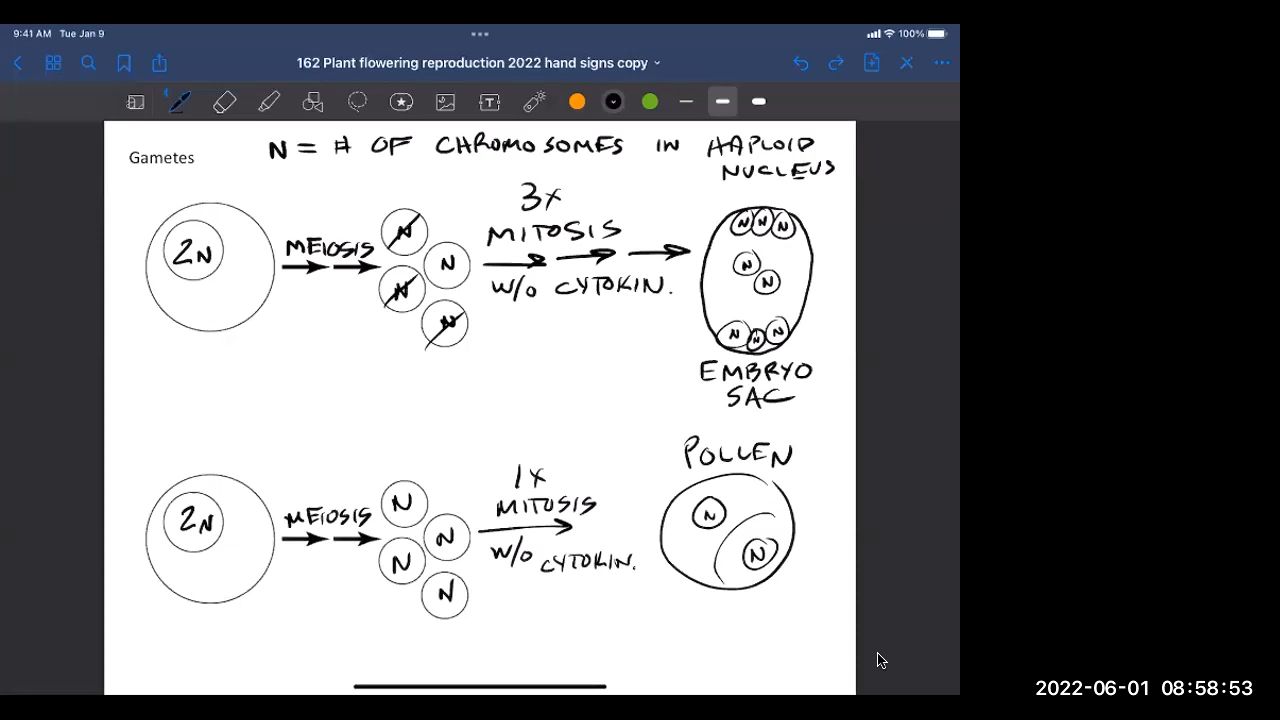 9:41 AM Tue Jan 9
100%
162 Plant flowering reproduction 2022 hand signs copy
Gametes
N = # OF CHROMOSOMES IN HAPLOID
NUCLEUS
2N
MEIOSIS
N
N
N
N
3x
MITOSIS
W/O CYTOKIN.
N N N
N
N
N N N
EMBRYO
SAC
2N
MEIOSIS
N
N
N
N
1x
MITOSIS
W/O CYTOKIN.
POLLEN
N
N
2022-06-01 08:58:53